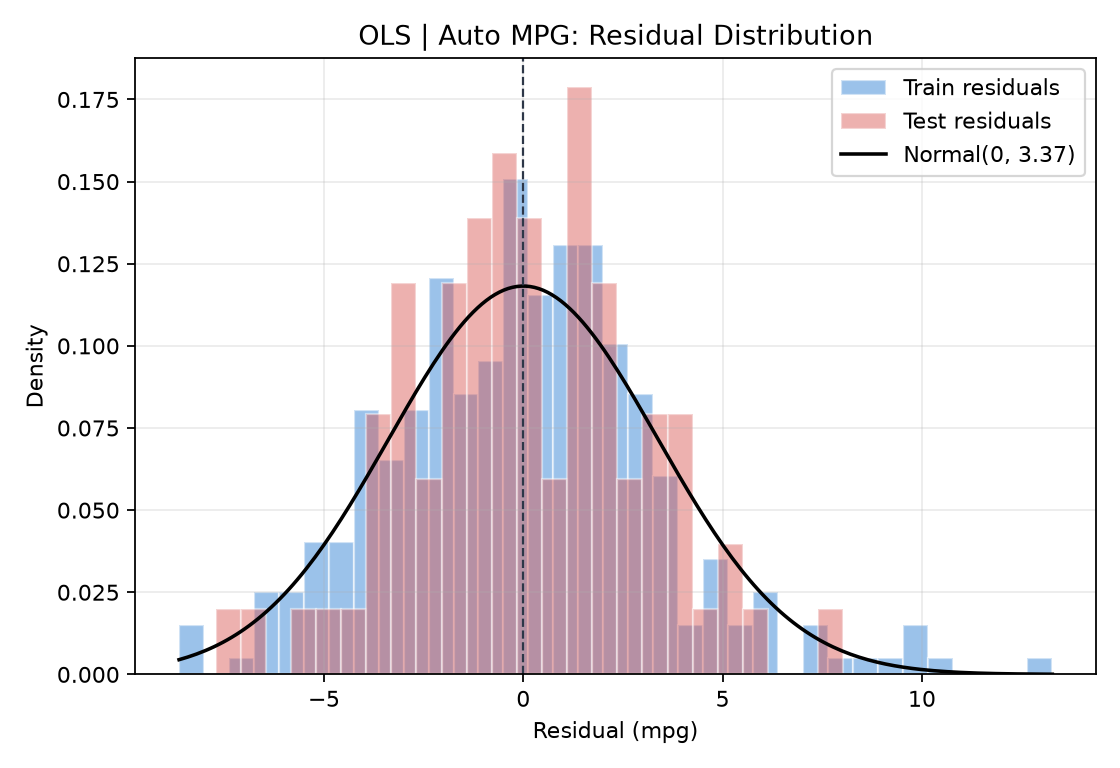 OLS | Auto MPG: Residual Distribution
Train residuals
Test residuals
Normal(0, 3.37)
Density
0.175
0.150
0.125
0.100
0.075
0.050
0.025
0.000
−5
0
5
10
Residual (mpg)